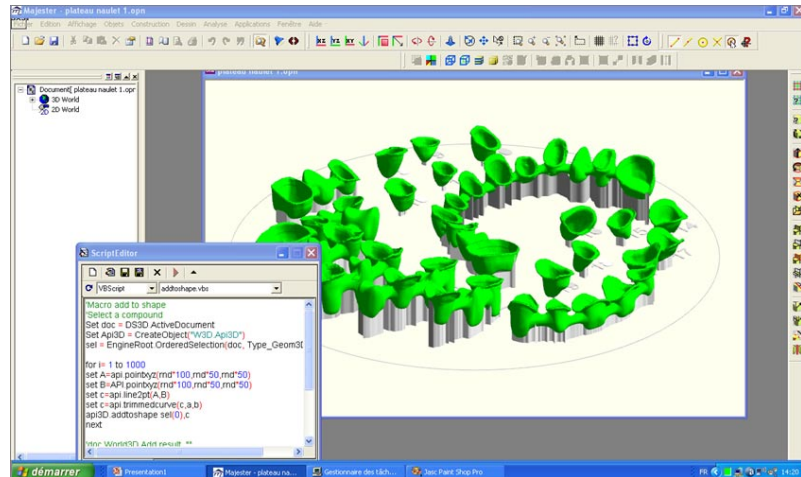 Majester - plateau naulet 1.opn
Fichier Edition Affichage Objets Construction Dessin Analyse Applications Fenêtre Aide
XZ YZ XY
Document[ plateau naulet 1.opn
3D World
2D World
plateau naulet 1.opn
ScriptEditor
VBScript addtoshape.vbs
'Macro add to shape
'Select a compound
Set doc = DS3D.ActiveDocument
Set Api3D = CreateObject("W3D.Api3D")
sel = EngineRoot.OrderedSelection(doc, Type_Geom3D
for i= 1 to 1000
set A=api.pointxyz(rnd*100,rnd*50,rnd*50)
set B=API.pointxyz(rnd*100,rnd*50,rnd*50)
set c=api.line2pt(A,B)
set c=api.trimmedcurve(c,a,b)
api3D.addtoshape sel(0),c
next
'doc.World3D.Add result, ""
démarrer Presentation1 Majester - plateau na... Gestionnaire des tâch... Jasc Paint Shop Pro FR 14:20